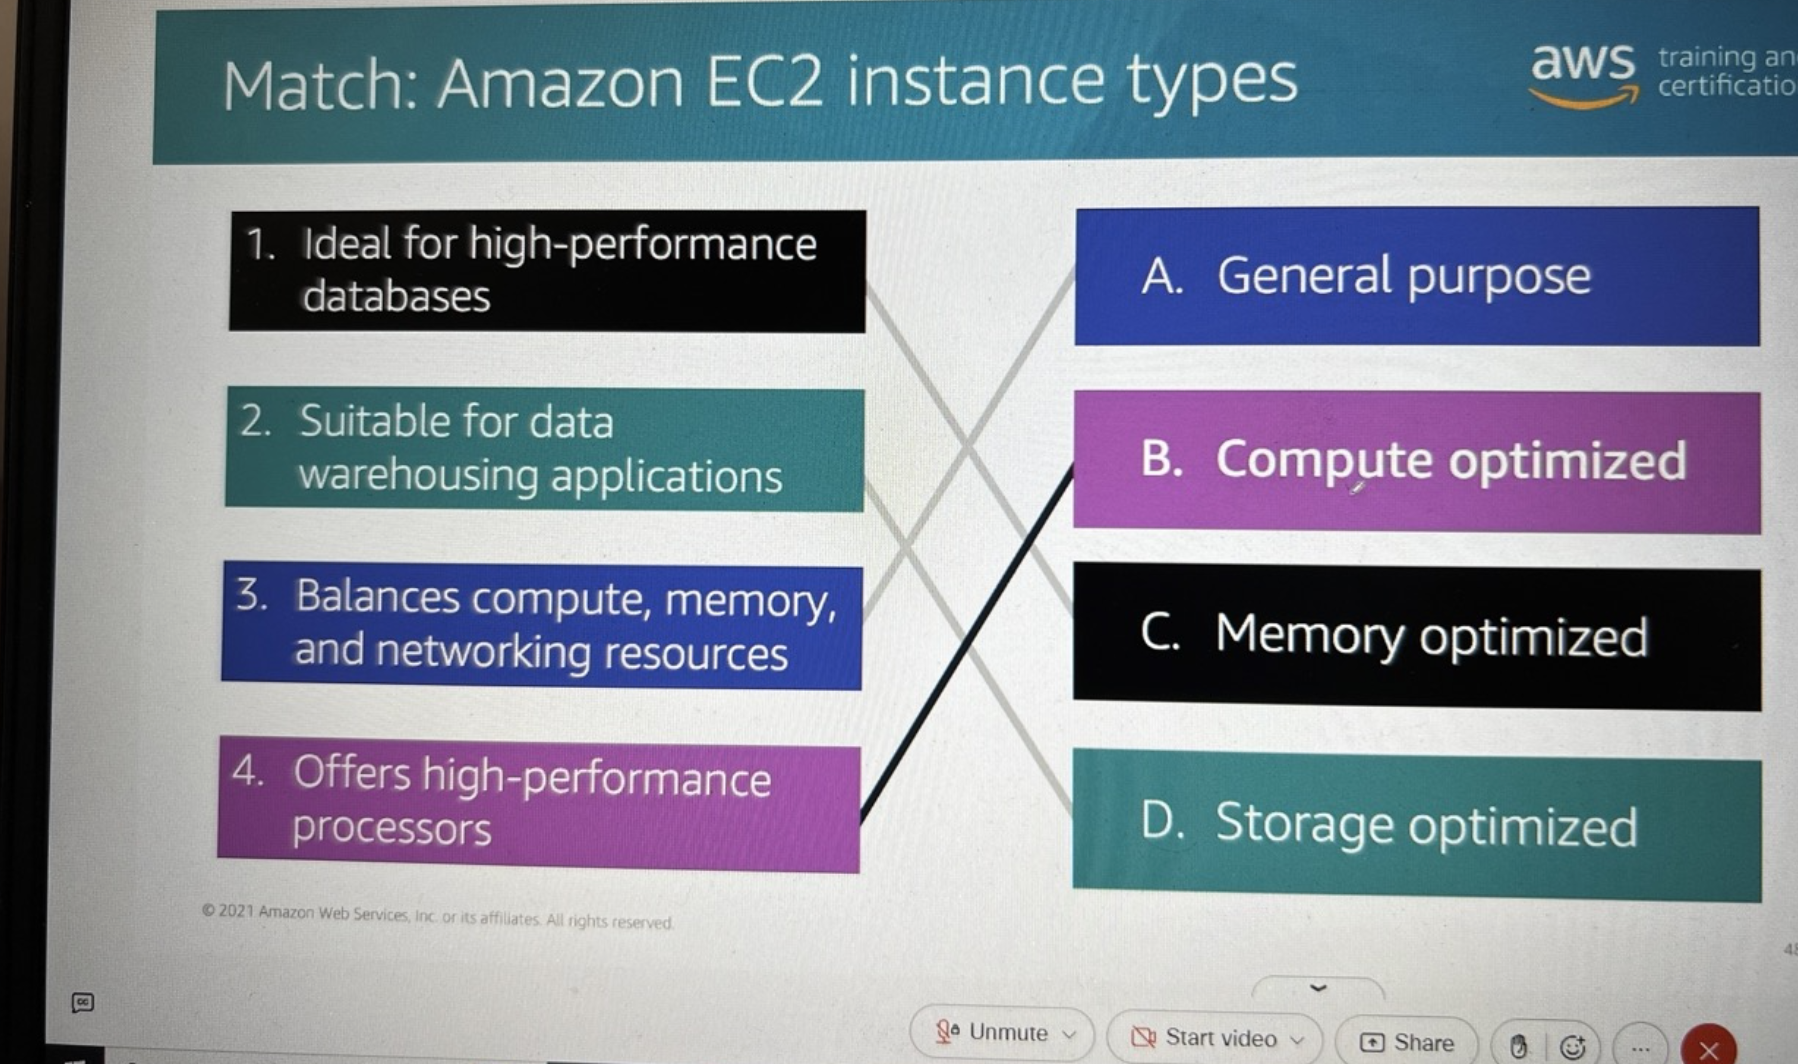 Match: Amazon EC2 instance types
aws training an
certificatio
1. Ideal for high-performance
databases
2. Suitable for data
warehousing applications
3. Balances compute, memory,
and networking resources
4. Offers high-performance
processors
A. General purpose
B. Compute optimized
C. Memory optimized
D. Storage optimized
© 2021 Amazon Web Services, Inc. or its affiliates. All rights reserved.
48
CC
Unmute
Start video
Share